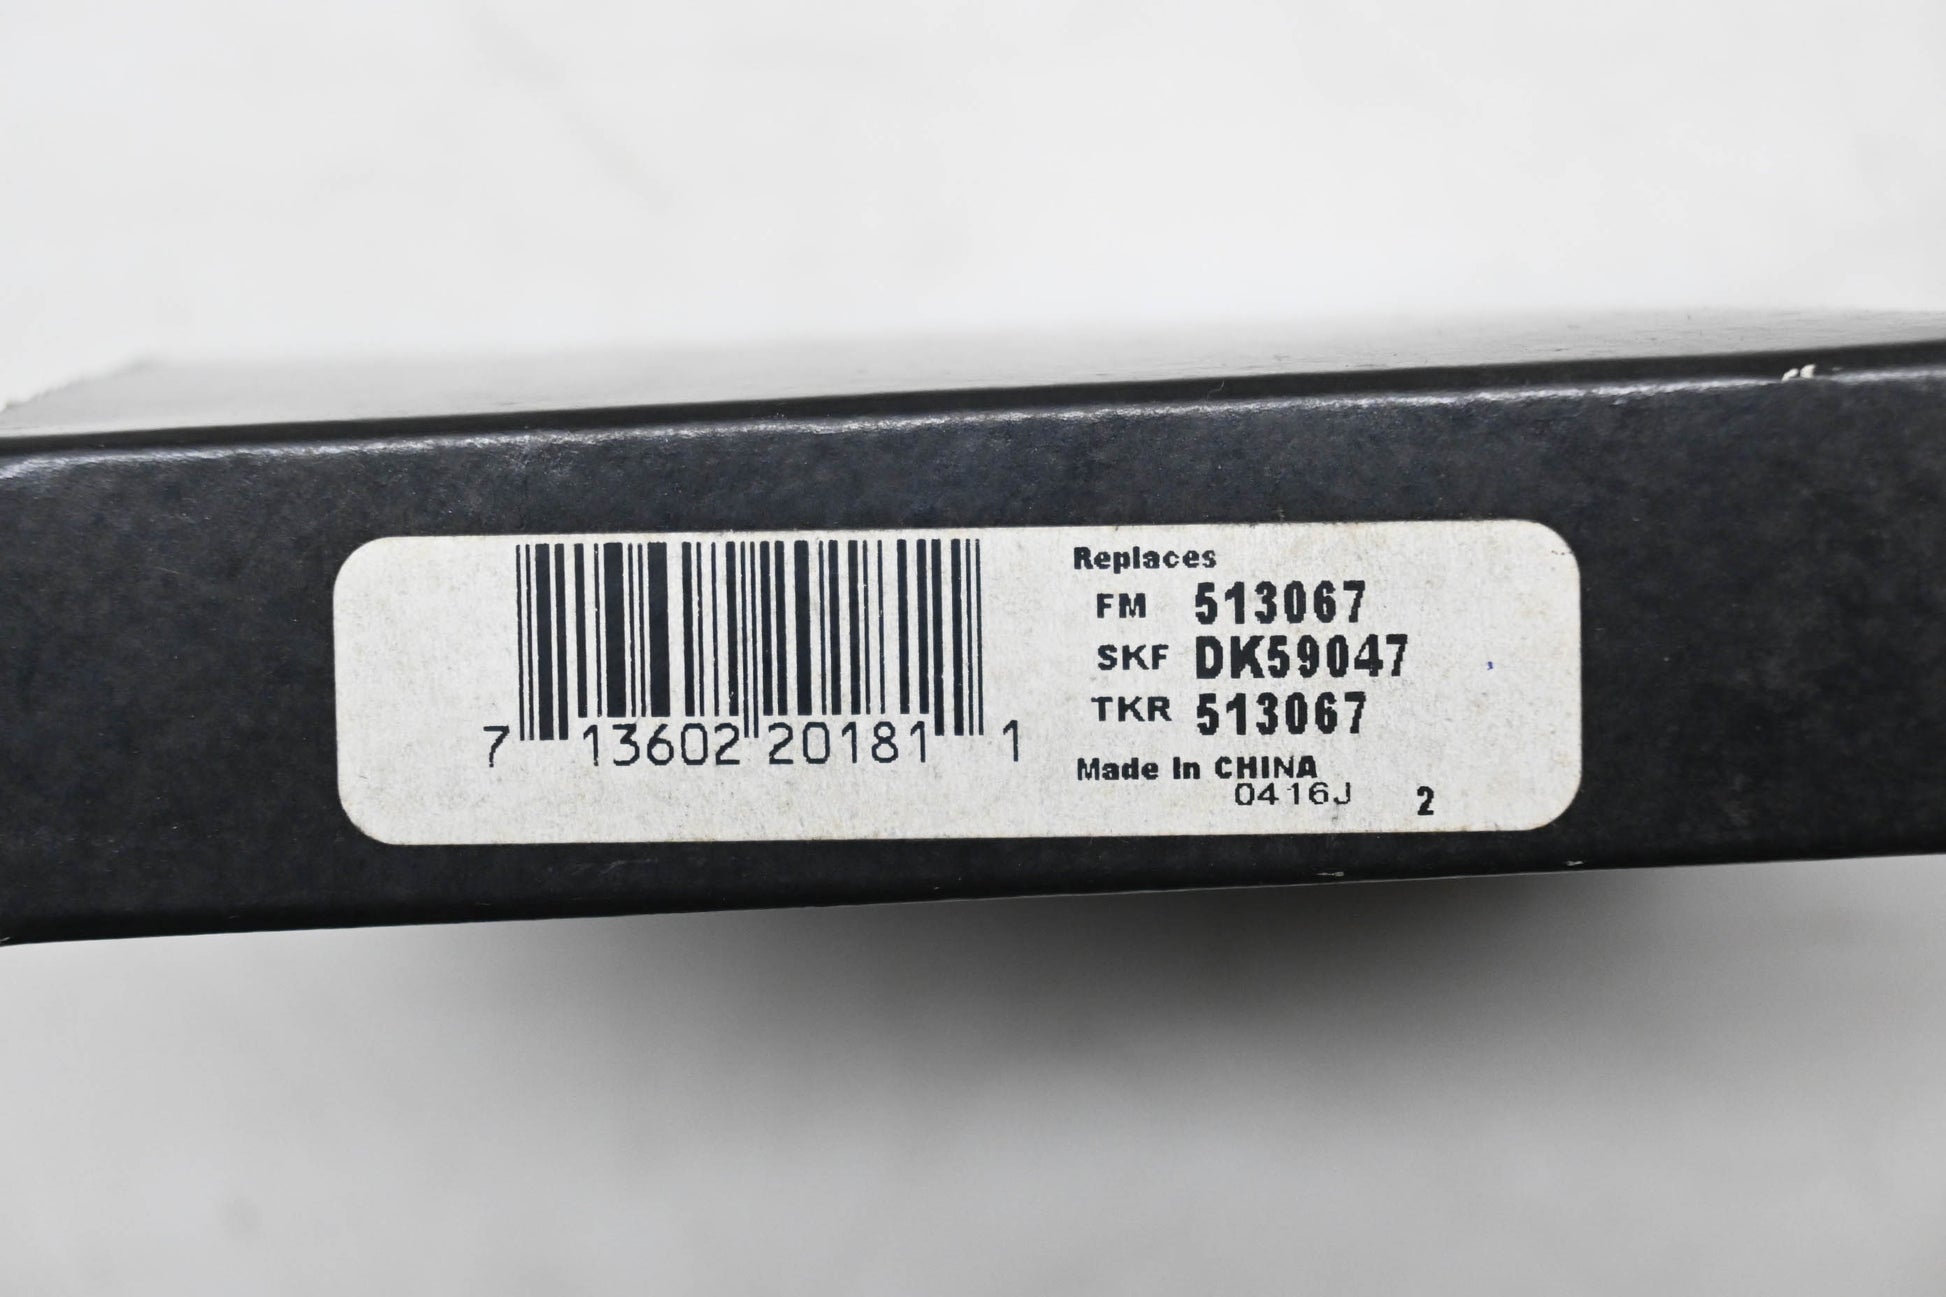 7 13602 20181 1
Replaces
FM 513067
SKF DK59047
TKR 513067
Made In CHINA
0416J 2